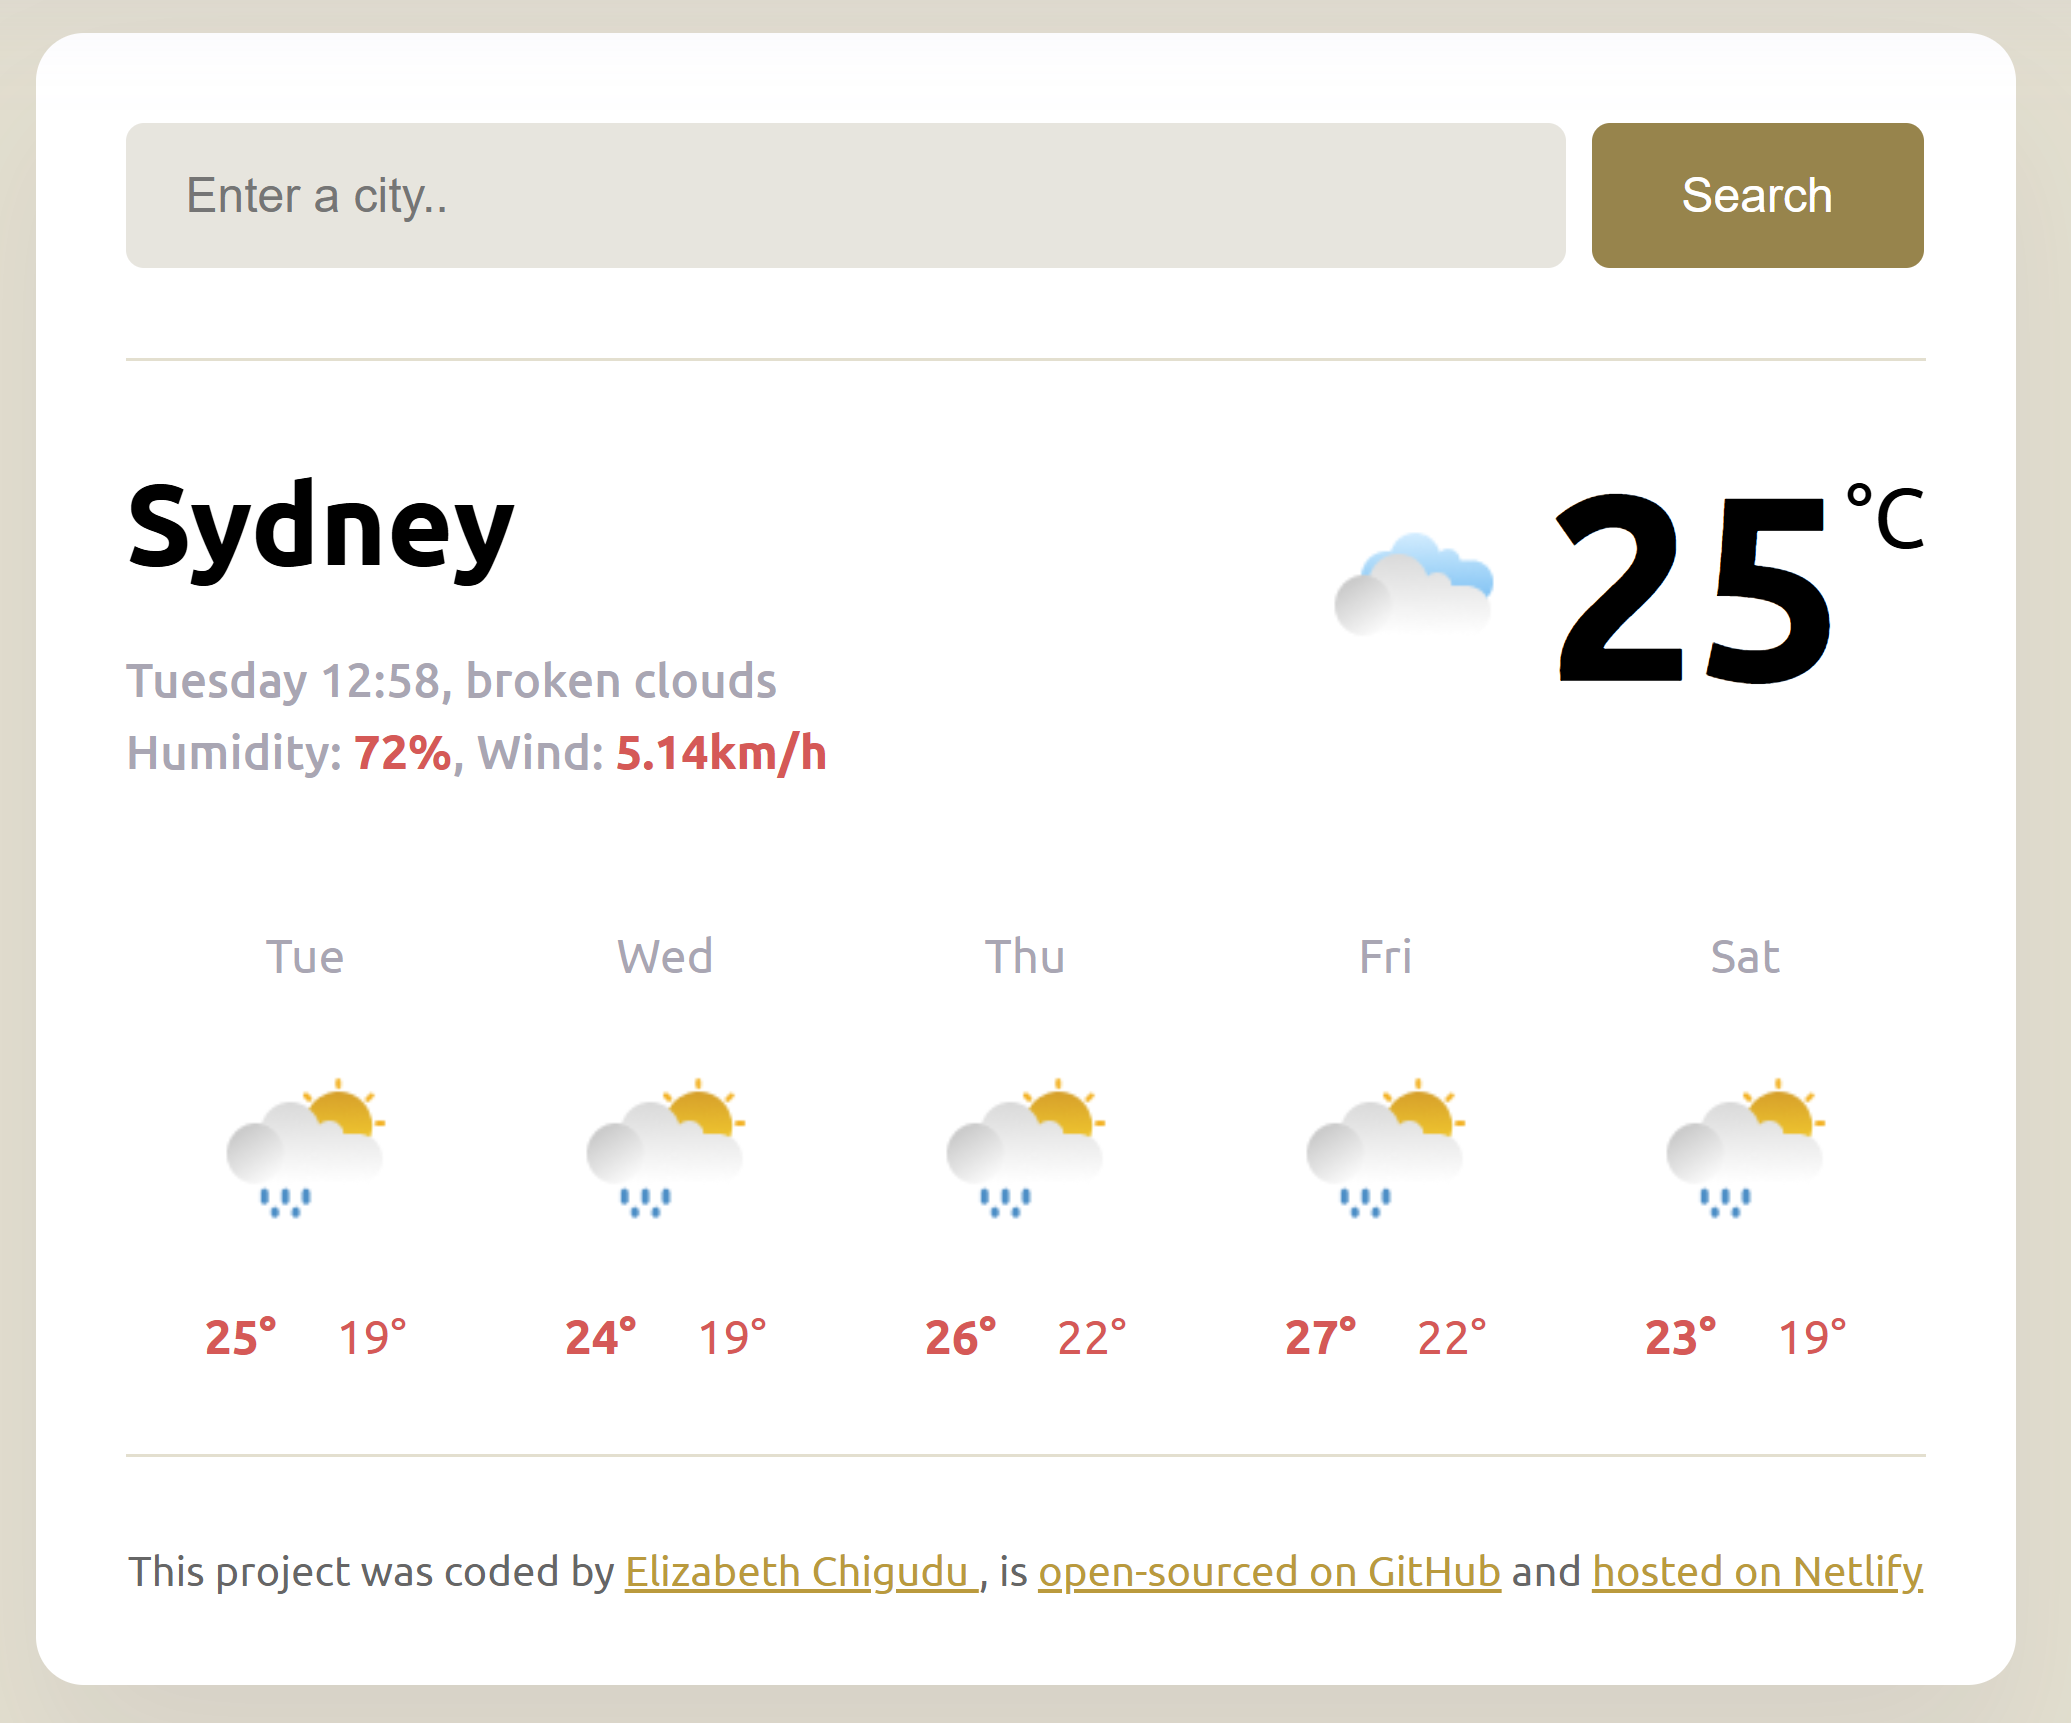 Enter a city..
Search
Sydney
25 °C
Tuesday 12:58, broken clouds
Humidity: 72%, Wind: 5.14km/h
Tue Wed Thu Fri Sat
25° 19° 24° 19° 26° 22° 27° 22° 23° 19°
This project was coded by Elizabeth Chigudu , is open-sourced on GitHub and hosted on Netlify